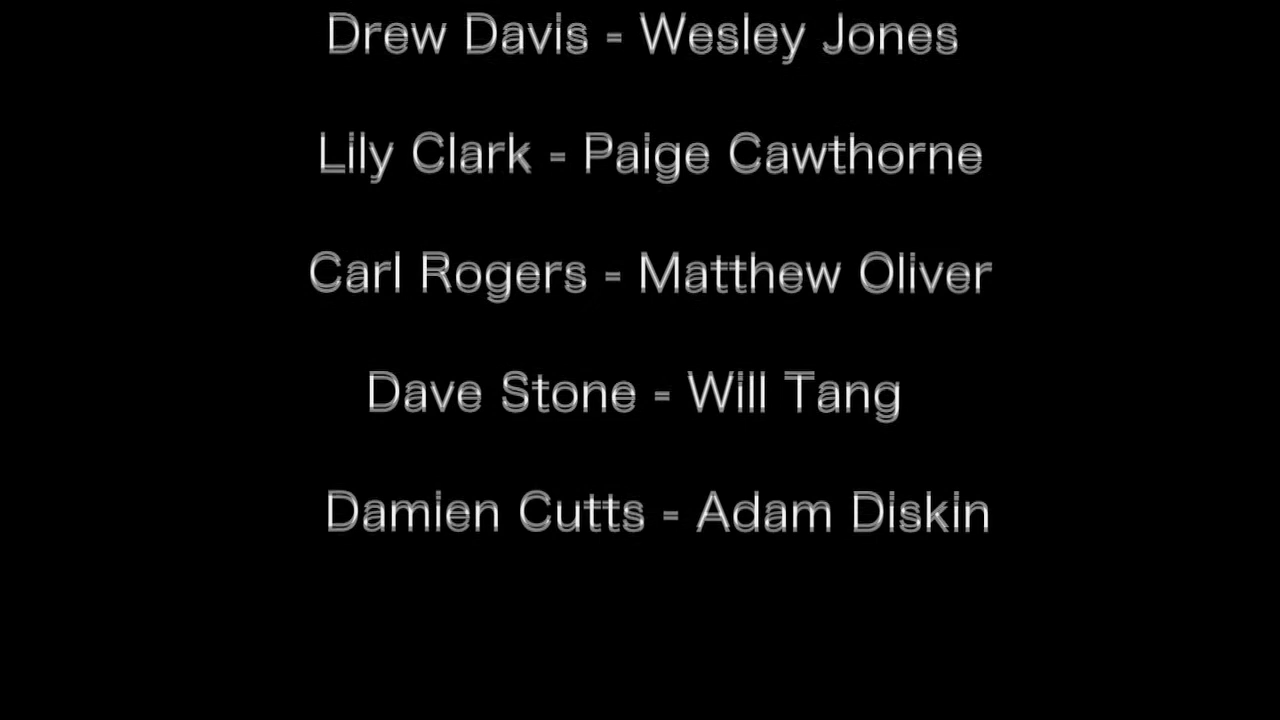 Drew Davis - Wesley Jones
Lily Clark - Paige Cawthorne
Carl Rogers - Matthew Oliver
Dave Stone - Will Tang
Damien Cutts - Adam Diskin